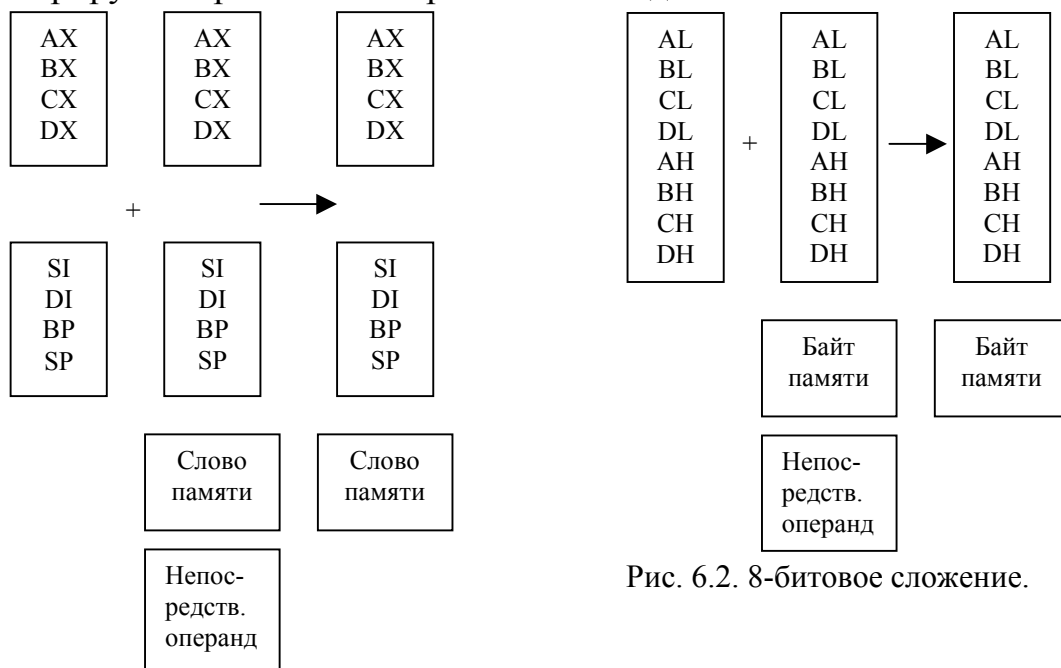 AX
BX
CX
DX
AX
BX
CX
DX
AX
BX
CX
DX
+
SI
DI
BP
SP
SI
DI
BP
SP
SI
DI
BP
SP
Слово
памяти
Слово
памяти
Непос-
редств.
операнд
AL
BL
CL
DL
AH
BH
CH
DH
+
AL
BL
CL
DL
AH
BH
CH
DH
AL
BL
CL
DL
AH
BH
CH
DH
Байт
памяти
Байт
памяти
Непос-
редств.
операнд
Рис. 6.2. 8-битовое сложение.